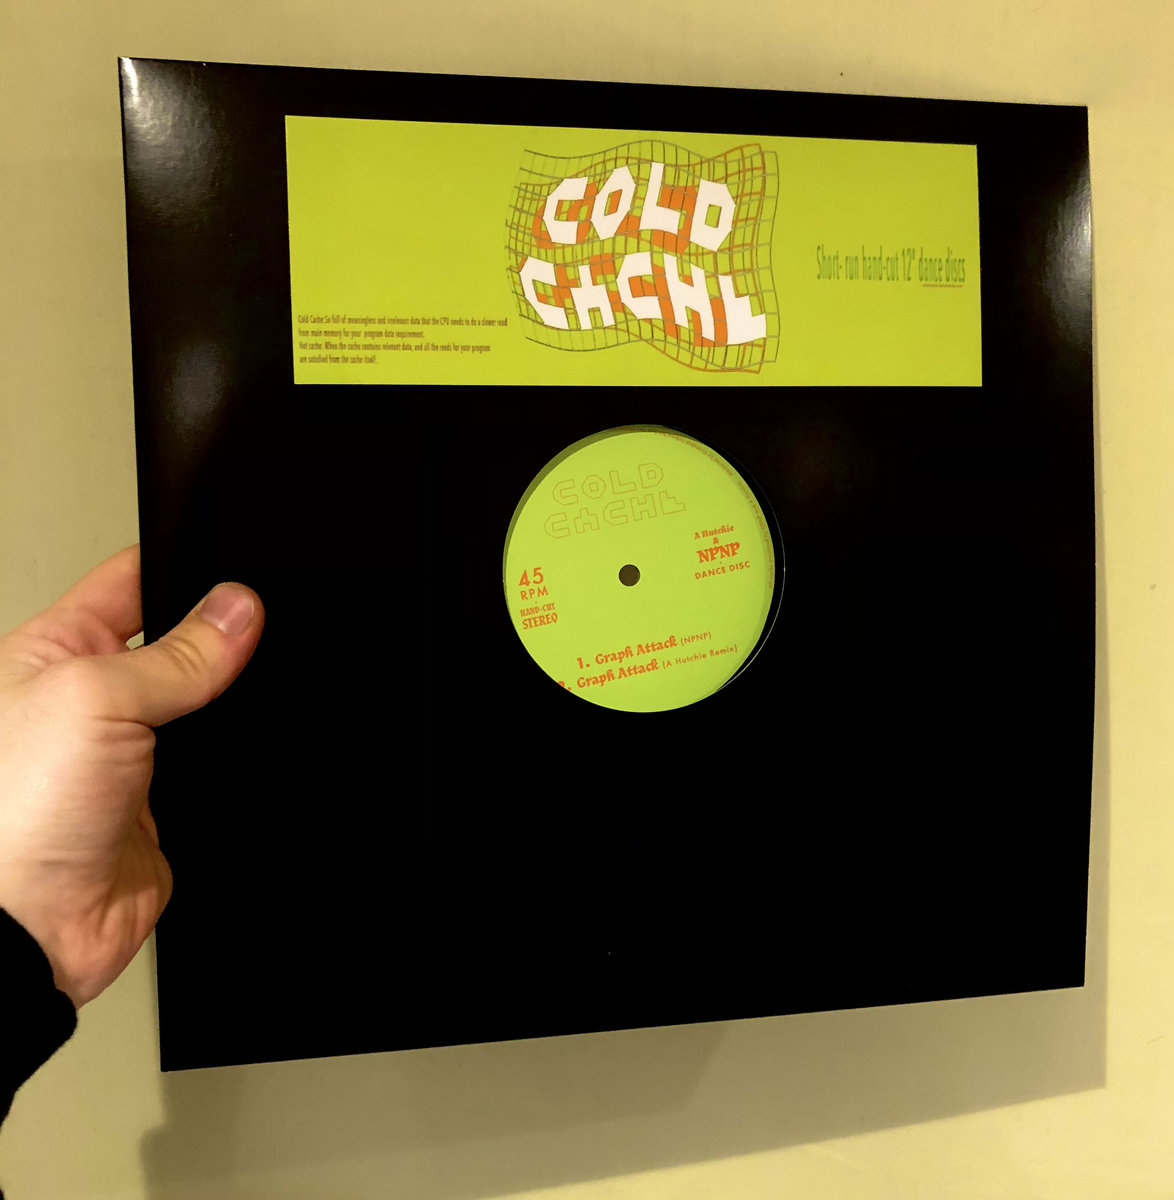 COLD
CACHE
Short- run hand-cut 12" dance discs
Cold Cache: So full of meaningless and irrelevant data that the CPU needs to do a slower read
from main memory for your program data requirement.
Hot cache: When the cache contains relevant data, and all the reads for your program
are satisfied from the cache itself.
COLD
CACHE
A Hutchie
&
NPNP
DANCE DISC
45
RPM
HAND-CUT
STEREO
1. Graph Attack (NPNP)
2. Graph Attack (A Hutchie Remix)